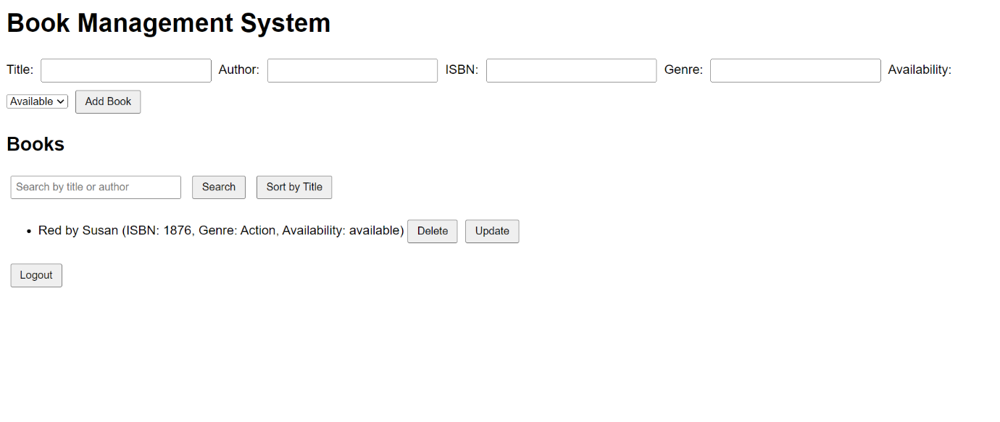 Book Management System
Title: Author: ISBN: Genre: Availability:
Available Add Book
Books
Search by title or author Search Sort by Title
Red by Susan (ISBN: 1876, Genre: Action, Availability: available) Delete Update
Logout